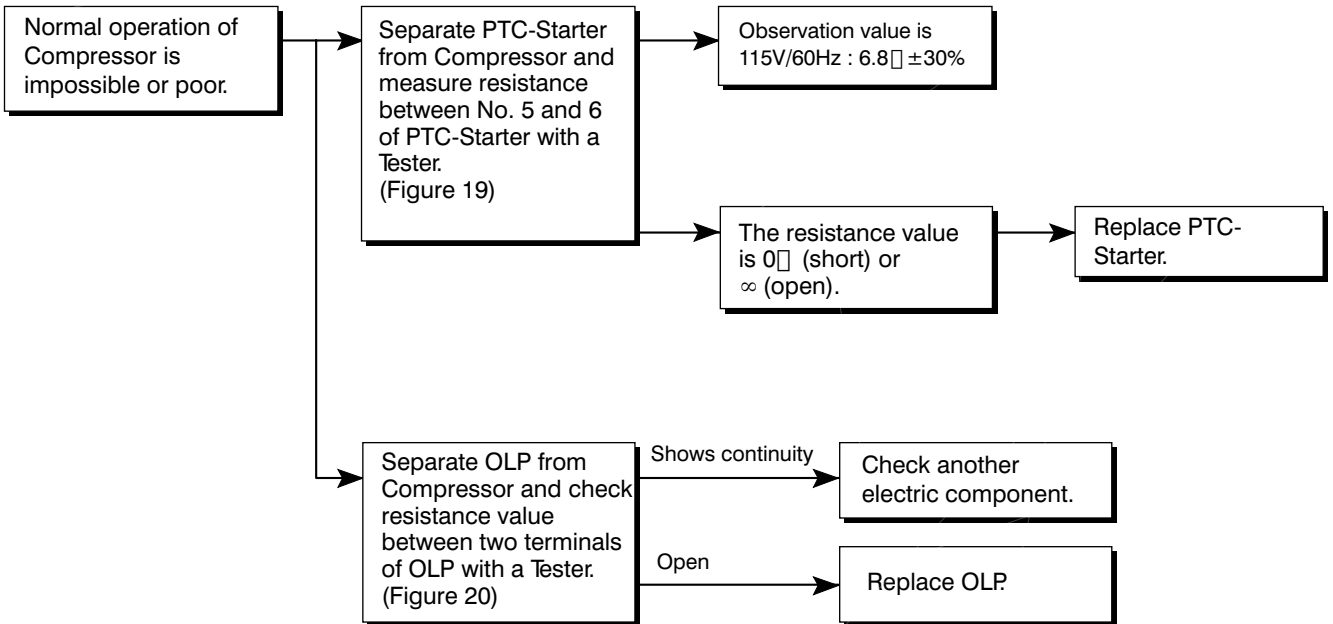 Normal operation of
Compressor is
impossible or poor.
Separate PTC-Starter
from Compressor and
measure resistance
between No. 5 and 6
of PTC-Starter with a
Tester.
(Figure 19)
Observation value is
115V/60Hz : 6.8▯ ±30%
The resistance value
is 0▯ (short) or
∞ (open).
Replace PTC-
Starter.
Separate OLP from
Compressor and check
resistance value
between two terminals
of OLP with a Tester.
(Figure 20)
Shows continuity
Check another
electric component.
Open
Replace OLP.